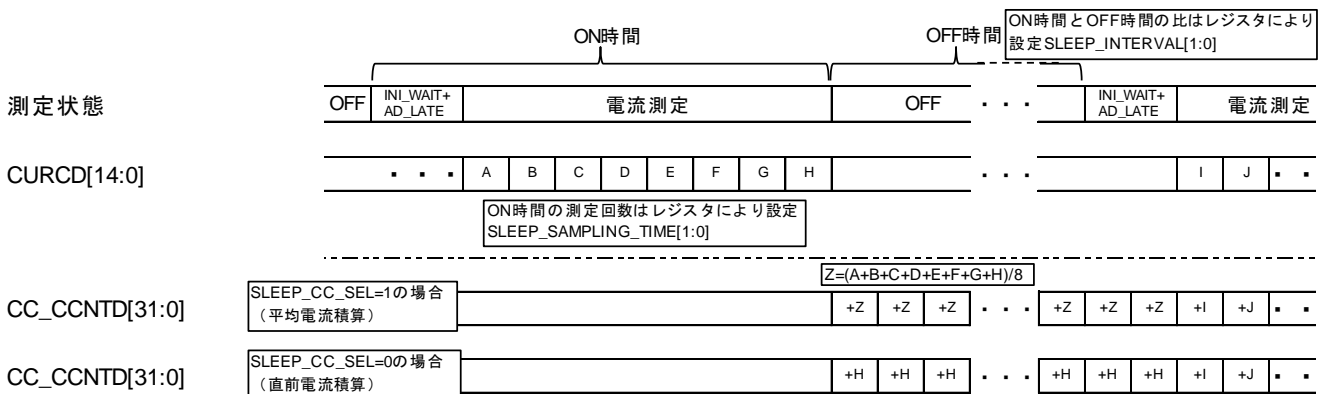 ON時間とOFF時間の比はレジスタにより
設定SLEEP_INTERVAL[1:0]
ON時間
OFF時間
測定状態
OFF
INI_WAIT+
AD_LATE
電流測定
OFF
・・・
INI_WAIT+
AD_LATE
電流測定
CURCD[14:0]
・・・ A B C D E F G H ・・・ I J ・・
ON時間の測定回数はレジスタにより設定
SLEEP_SAMPLING_TIME[1:0]
Z=(A+B+C+D+E+F+G+H)/8
CC_CCNTD[31:0]
SLEEP_CC_SEL=1の場合
（平均電流積算）
+Z +Z +Z ・・・ +Z +Z +Z +I +J ・・
CC_CCNTD[31:0]
SLEEP_CC_SEL=0の場合
（直前電流積算）
+H +H +H ・・・ +H +H +H +I +J ・・